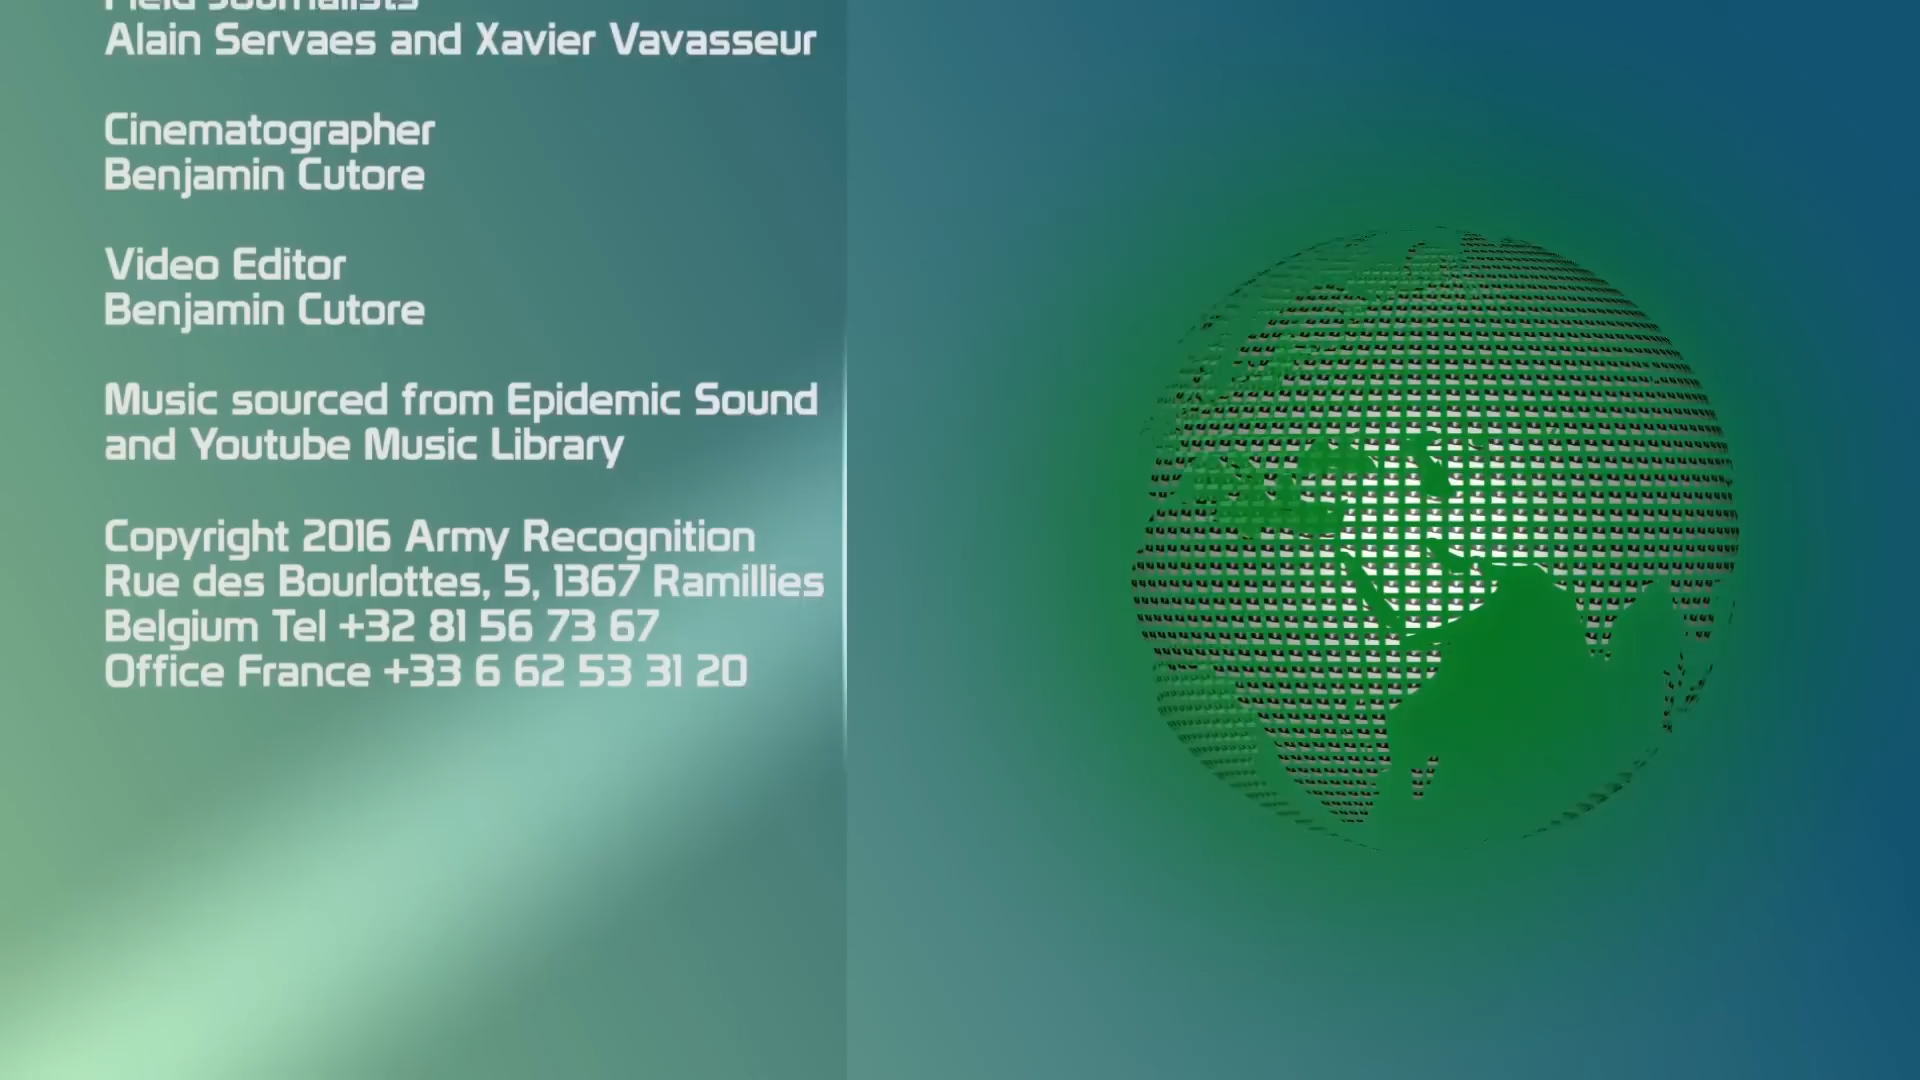 Field Journalists
Alain Servaes and Xavier Vavasseur
Cinematographer
Benjamin Cutore
Video Editor
Benjamin Cutore
Music sourced from Epidemic Sound
and Youtube Music Library
Copyright 2016 Army Recognition
Rue des Bourlottes, 5, 1367 Ramillies
Belgium Tel +32 81 56 73 67
Office France +33 6 62 53 31 20